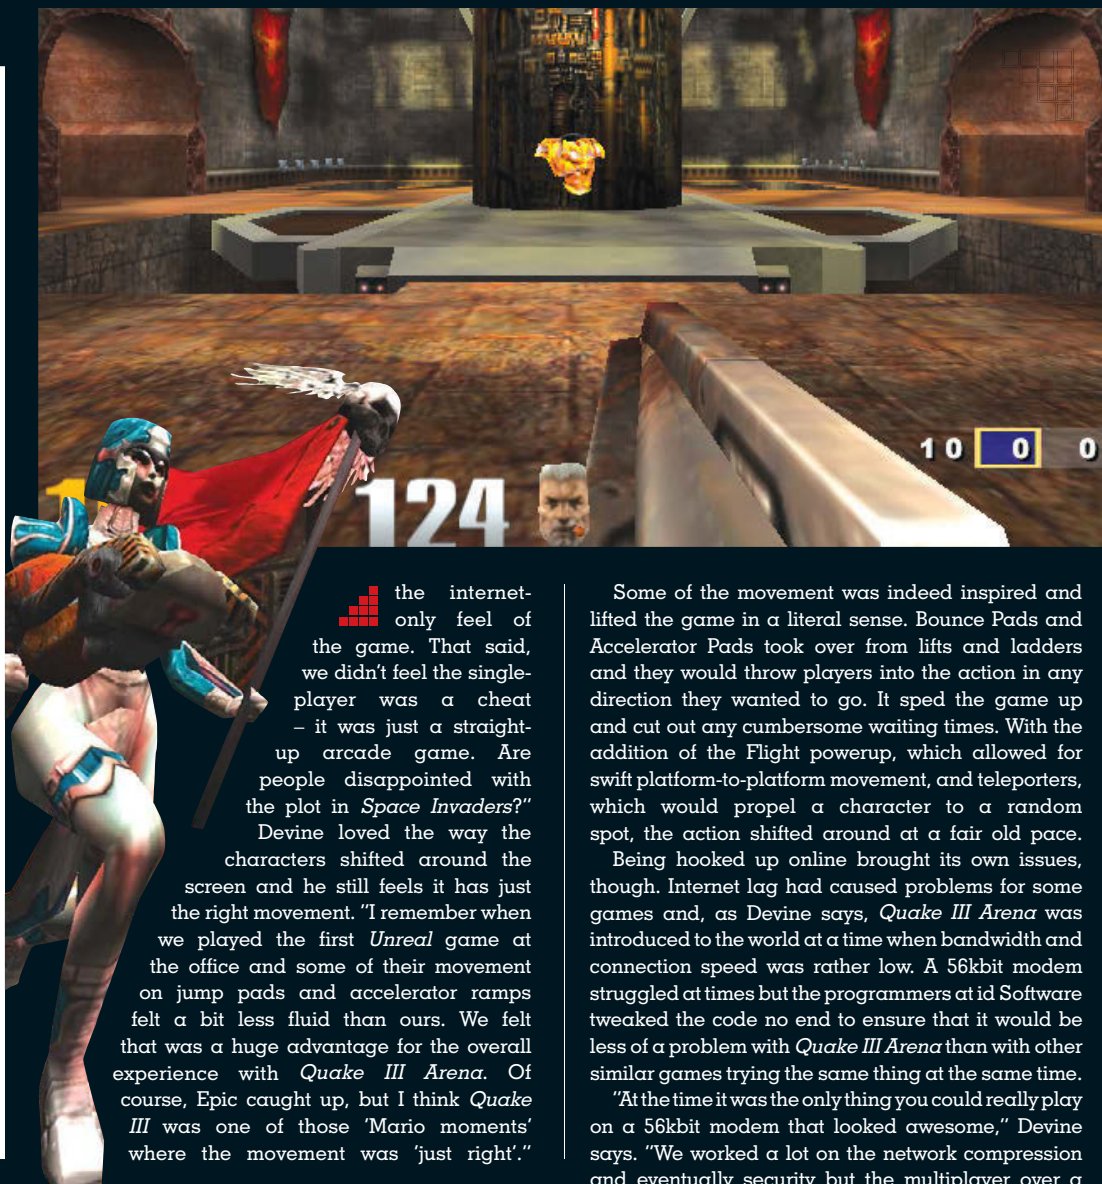 10 0 0
124
the internet-
only feel of
the game. That said,
we didn't feel the single-
player was a cheat
– it was just a straight-
up arcade game. Are
people disappointed with
the plot in Space Invaders?"
Devine loved the way the
characters shifted around the
screen and he still feels it has just
the right movement. "I remember when
we played the first Unreal game at
the office and some of their movement
on jump pads and accelerator ramps
felt a bit less fluid than ours. We felt
that was a huge advantage for the overall
experience with Quake III Arena. Of
course, Epic caught up, but I think Quake
III was one of those 'Mario moments'
where the movement was 'just right'."
Some of the movement was indeed inspired and
lifted the game in a literal sense. Bounce Pads and
Accelerator Pads took over from lifts and ladders
and they would throw players into the action in any
direction they wanted to go. It sped the game up
and cut out any cumbersome waiting times. With the
addition of the Flight powerup, which allowed for
swift platform-to-platform movement, and teleporters,
which would propel a character to a random
spot, the action shifted around at a fair old pace.
Being hooked up online brought its own issues,
though. Internet lag had caused problems for some
games and, as Devine says, Quake III Arena was
introduced to the world at a time when bandwidth and
connection speed was rather low. A 56kbit modem
struggled at times but the programmers at id Software
tweaked the code no end to ensure that it would be
less of a problem with Quake III Arena than with other
similar games trying the same thing at the same time.
"At the time it was the only thing you could really play
on a 56kbit modem that looked awesome," Devine
says. "We worked a lot on the network compression
and eventually security but the multiplayer over a